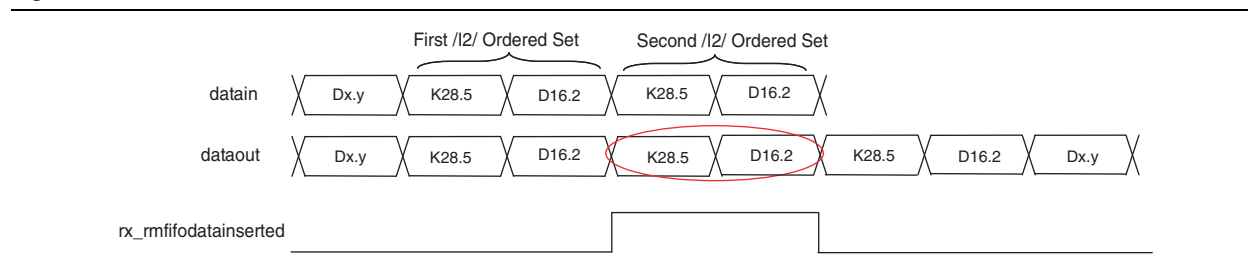 First /I2/ Ordered Set Second /I2/ Ordered Set
datain Dx.y K28.5 D16.2 K28.5 D16.2
dataout Dx.y K28.5 D16.2 K28.5 D16.2 K28.5 D16.2 Dx.y
rx_rmfifodatainserted